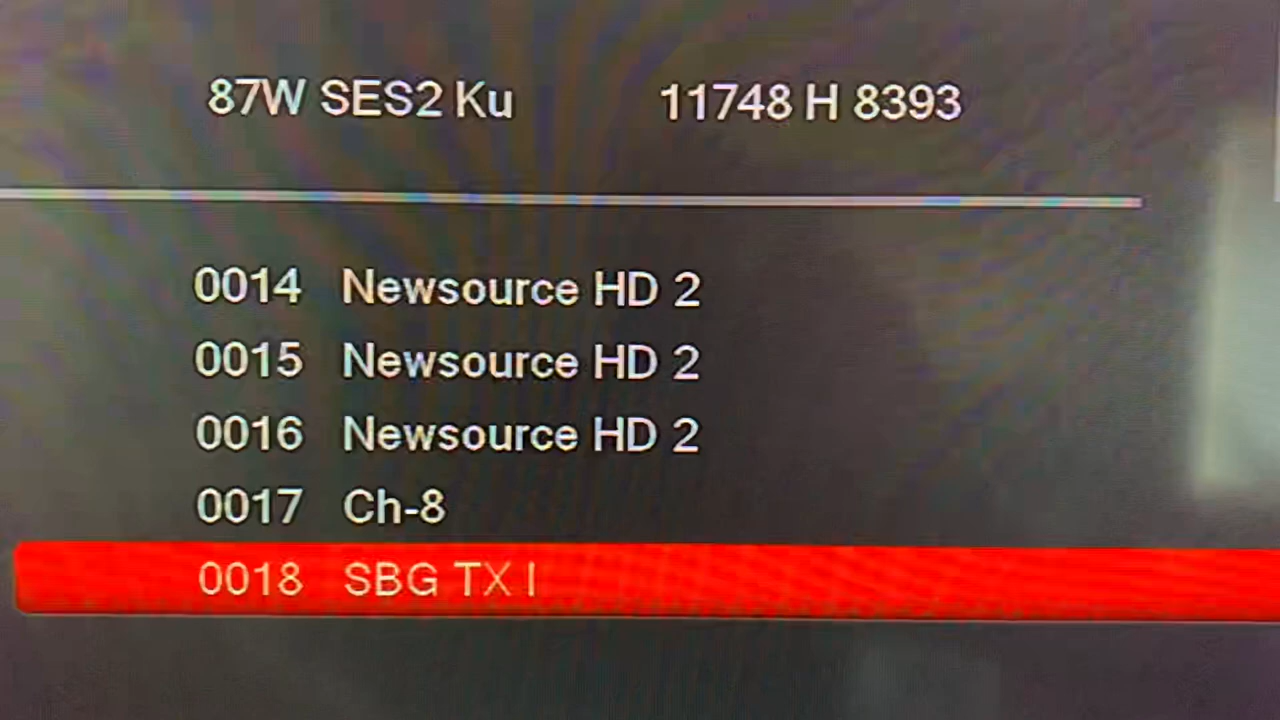 87W SES2 Ku 11748 H 8393
0014 Newsource HD 2
0015 Newsource HD 2
0016 Newsource HD 2
0017 Ch-8
0018 SBG TX I